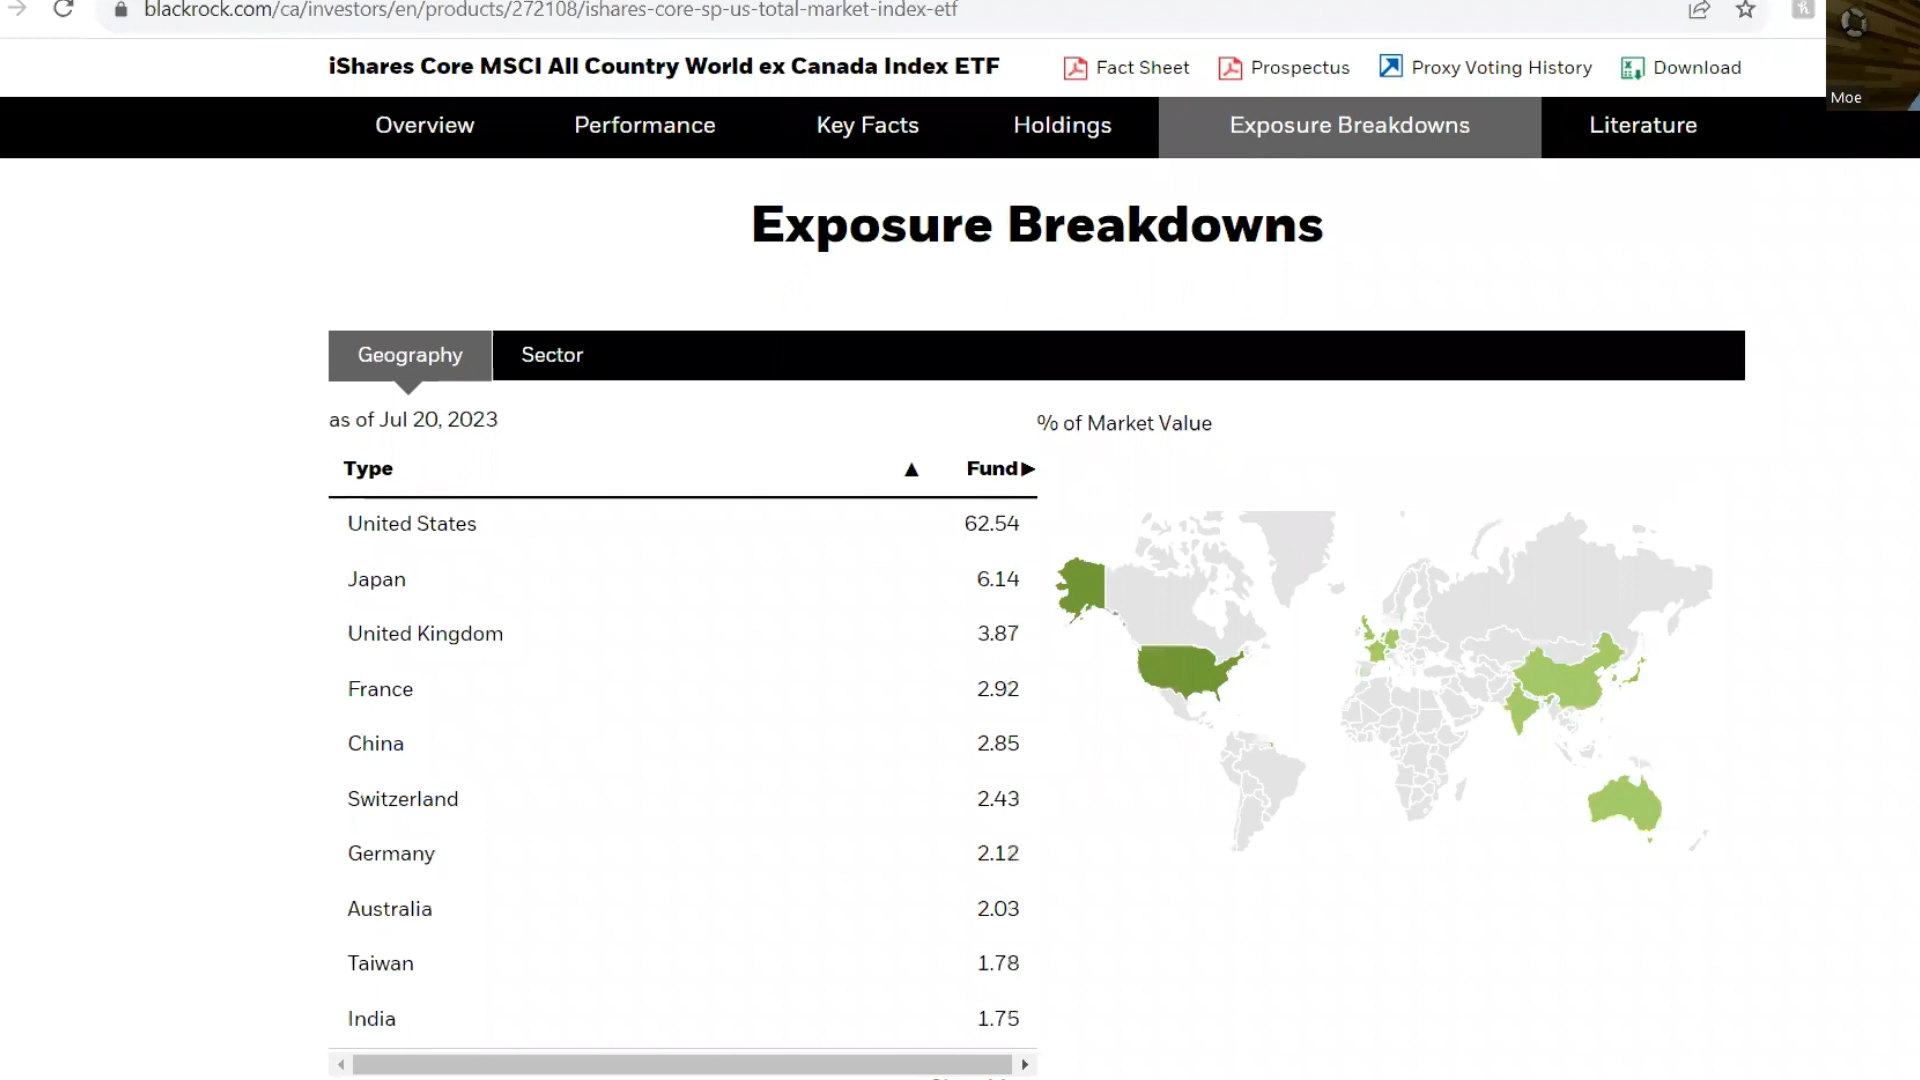 blackrock.com/ca/investors/en/products/272108/ishares-core-sp-us-total-market-index-etf
iShares Core MSCI All Country World ex Canada Index ETF
Fact Sheet
Prospectus
Proxy Voting History
Download
Moe
Overview
Performance
Key Facts
Holdings
Exposure Breakdowns
Literature
Exposure Breakdowns
Geography
Sector
as of Jul 20, 2023
% of Market Value
Type ▲ Fund▶
United States 62.54
Japan 6.14
United Kingdom 3.87
France 2.92
China 2.85
Switzerland 2.43
Germany 2.12
Australia 2.03
Taiwan 1.78
India 1.75